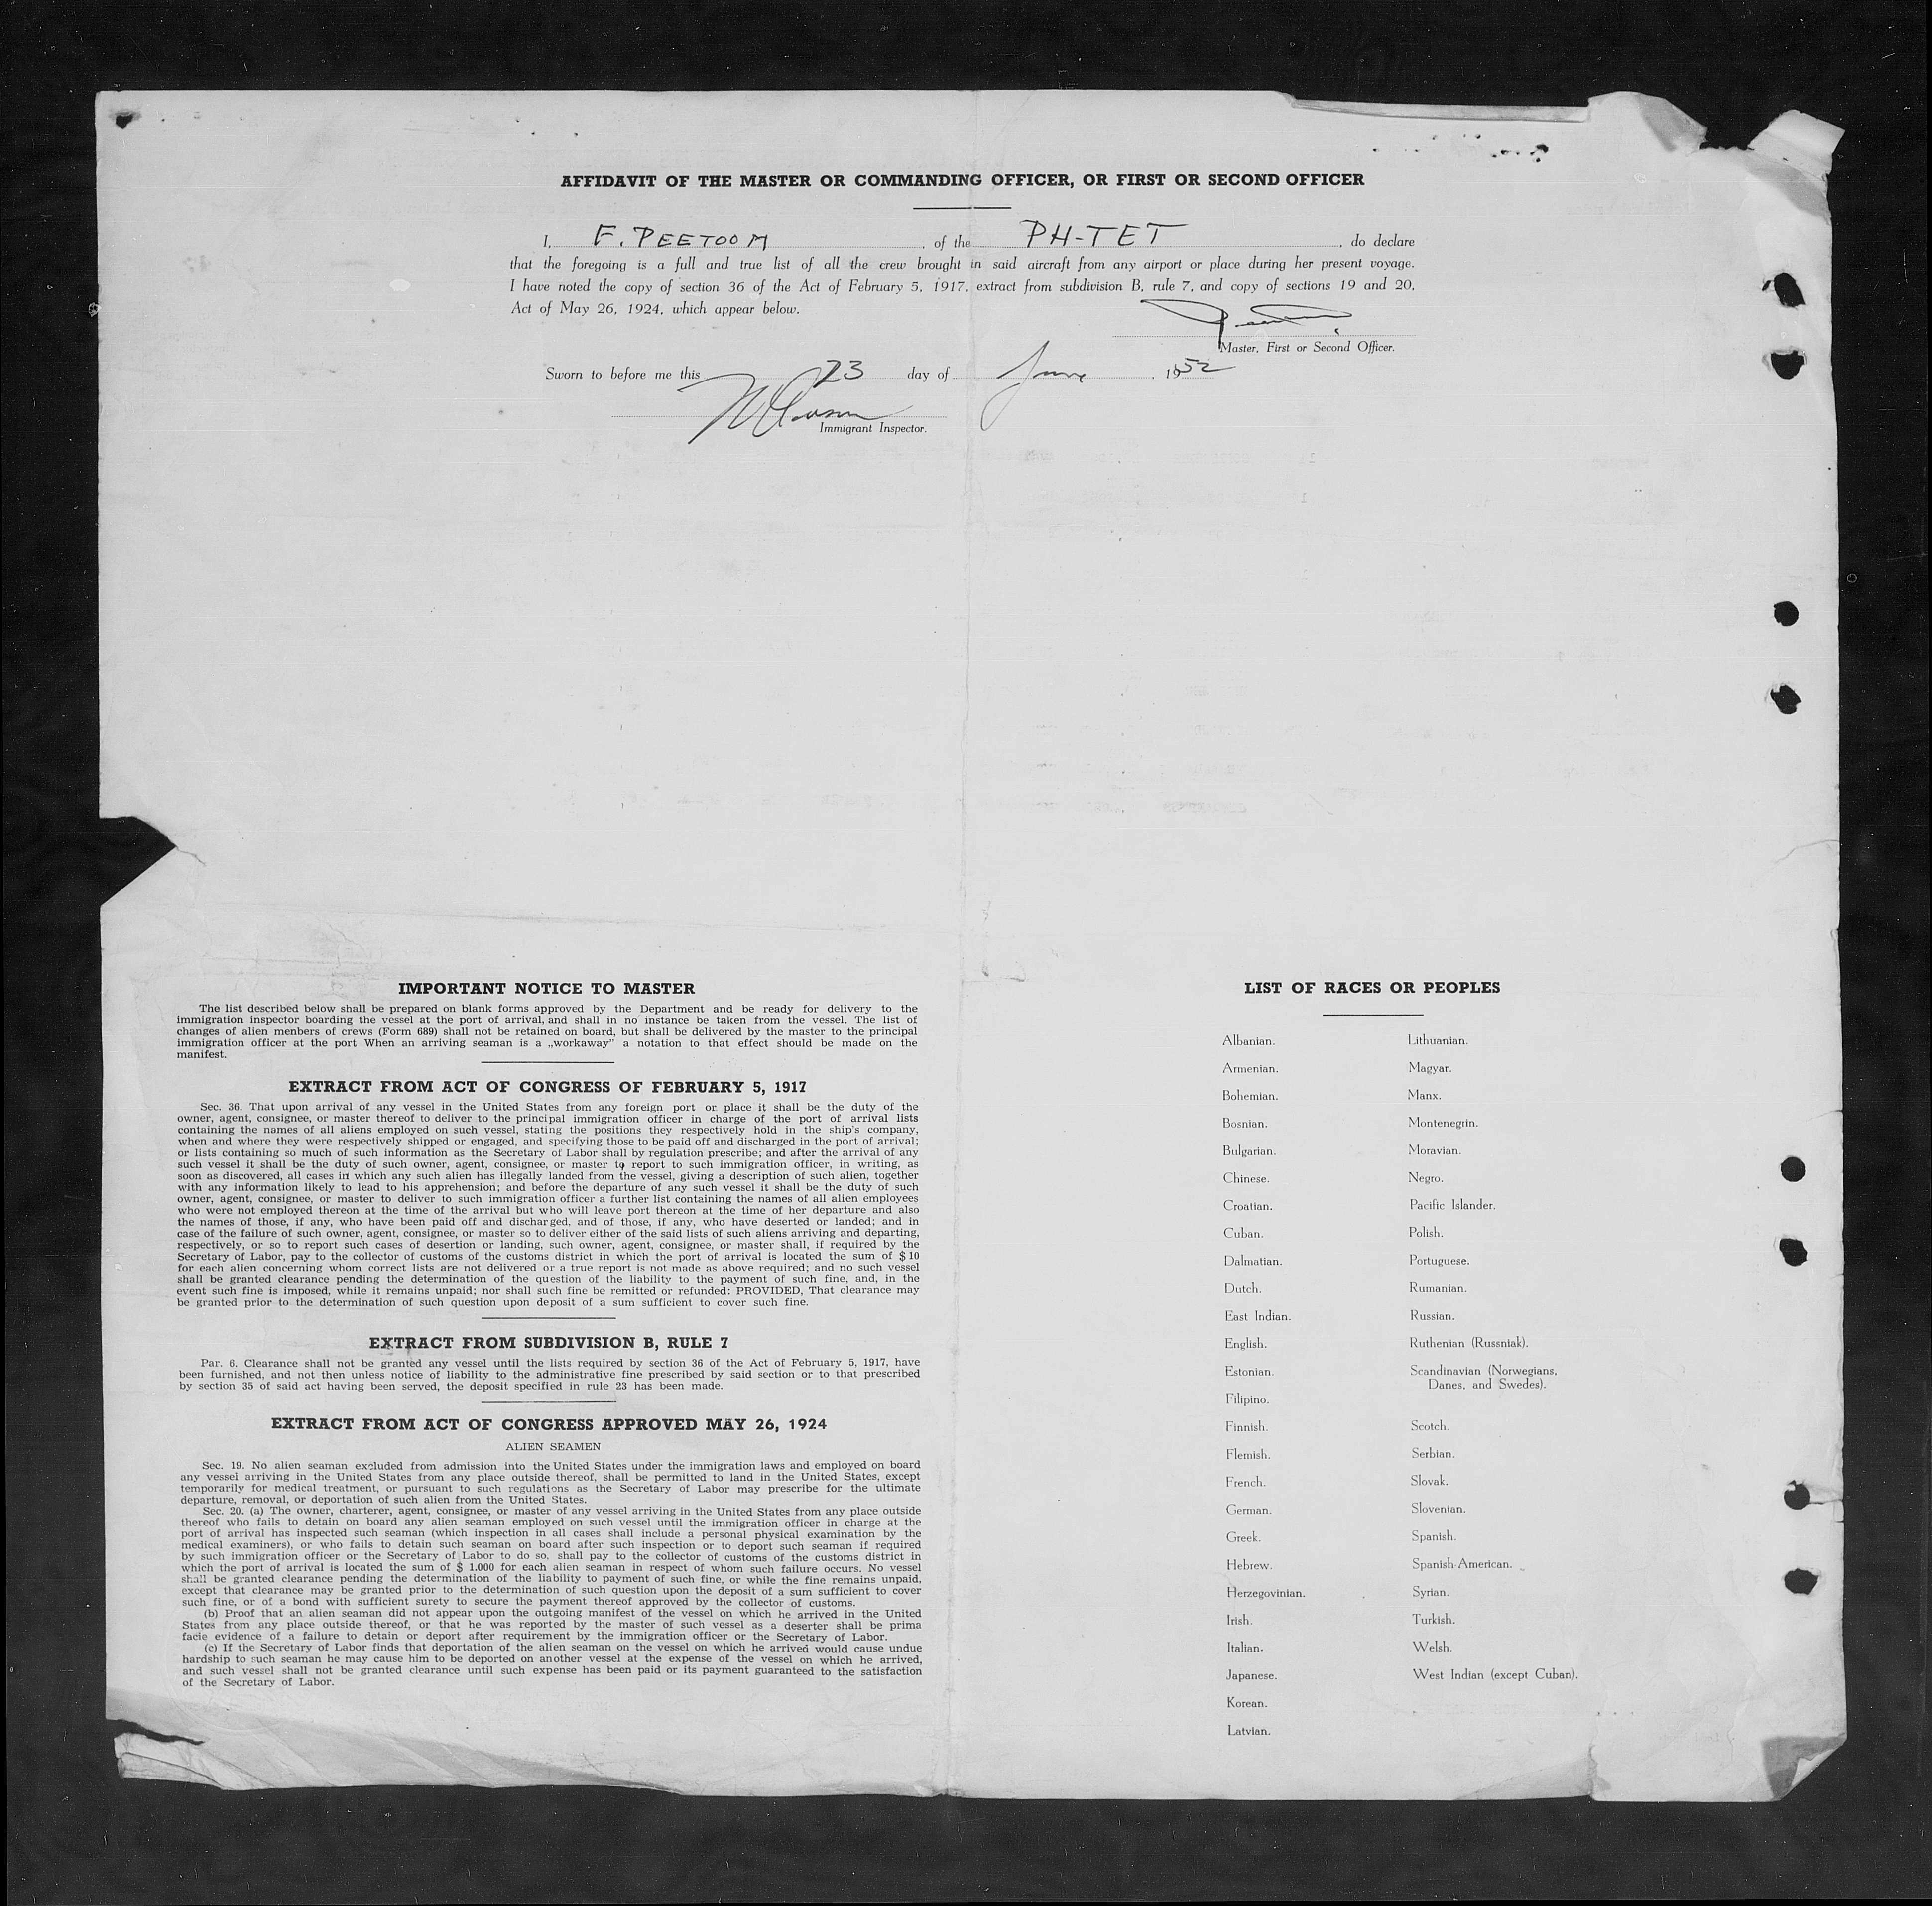 AFFIDAVIT OF THE MASTER OR COMMANDING OFFICER, OR FIRST OR SECOND OFFICER
I, F. PEETOOM, of the PH-TET, do declare
that the foregoing is a full and true list of all the crew brought in said aircraft from any airport or place during her present voyage.
I have noted the copy of section 36 of the Act of February 5, 1917, extract from subdivision B, rule 7, and copy of sections 19 and 20,
Act of May 26, 1924, which appear below.
Master, First or Second Officer.
Sworn to before me this 23 day of June, 1952
Immigrant Inspector.
IMPORTANT NOTICE TO MASTER
The list described below shall be prepared on blank forms approved by the Department and be ready for delivery to the
immigration inspector boarding the vessel at the port of arrival, and shall in no instance be taken from the vessel. The list of
changes of alien menbers of crews (Form 689) shall not be retained on board, but shall be delivered by the master to the principal
immigration officer at the port When an arriving seaman is a „workaway” a notation to that effect should be made on the
manifest.
EXTRACT FROM ACT OF CONGRESS OF FEBRUARY 5, 1917
Sec. 36. That upon arrival of any vessel in the United States from any foreign port or place it shall be the duty of the
owner, agent, consignee, or master thereof to deliver to the principal immigration officer in charge of the port of arrival lists
containing the names of all aliens employed on such vessel, stating the positions they respectively hold in the ship's company,
when and where they were respectively shipped or engaged, and specifying those to be paid off and discharged in the port of arrival;
or lists containing so much of such information as the Secretary of Labor shall by regulation prescribe; and after the arrival of any
such vessel it shall be the duty of such owner, agent, consignee, or master to report to such immigration officer, in writing, as
soon as discovered, all cases in which any such alien has illegally landed from the vessel, giving a description of such alien, together
with any information likely to lead to his apprehension; and before the departure of any such vessel it shall be the duty of such
owner, agent, consignee, or master to deliver to such immigration officer a further list containing the names of all alien employees
who were not employed thereon at the time of the arrival but who will leave port thereon at the time of her departure and also
the names of those, if any, who have been paid off and discharged, and of those, if any, who have deserted or landed; and in
case of the failure of such owner, agent, consignee, or master so to deliver either of the said lists of such aliens arriving and departing,
respectively, or so to report such cases of desertion or landing, such owner, agent, consignee, or master shall, if required by the
Secretary of Labor, pay to the collector of customs of the customs district in which the port of arrival is located the sum of $ 10
for each alien concerning whom correct lists are not delivered or a true report is not made as above required; and no such vessel
shall be granted clearance pending the determination of the question of the liability to the payment of such fine, and, in the
event such fine is imposed, while it remains unpaid; nor shall such fine be remitted or refunded: PROVIDED, That clearance may
be granted prior to the determination of such question upon deposit of a sum sufficient to cover such fine.
EXTRACT FROM SUBDIVISION B, RULE 7
Par. 6. Clearance shall not be granted any vessel until the lists required by section 36 of the Act of February 5, 1917, have
been furnished, and not then unless notice of liability to the administrative fine prescribed by said section or to that prescribed
by section 35 of said act having been served, the deposit specified in rule 23 has been made.
EXTRACT FROM ACT OF CONGRESS APPROVED MAY 26, 1924
ALIEN SEAMEN
Sec. 19. No alien seaman excluded from admission into the United States under the immigration laws and employed on board
any vessel arriving in the United States from any place outside thereof, shall be permitted to land in the United States, except
temporarily for medical treatment, or pursuant to such regulations as the Secretary of Labor may prescribe for the ultimate
departure, removal, or deportation of such alien from the United States.
Sec. 20. (a) The owner, charterer, agent, consignee, or master of any vessel arriving in the United States from any place outside
thereof who fails to detain on board any alien seaman employed on such vessel until the immigration officer in charge at the
port of arrival has inspected such seaman (which inspection in all cases shall include a personal physical examination by the
medical examiners), or who fails to detain such seaman on board after such inspection or to deport such seaman if required
by such immigration officer or the Secretary of Labor to do so, shall pay to the collector of customs of the customs district in
which the port of arrival is located the sum of $ 1.000 for each alien seaman in respect of whom such failure occurs. No vessel
shall be granted clearance pending the determination of the liability to payment of such fine, or while the fine remains unpaid,
except that clearance may be granted prior to the determination of such question upon the deposit of a sum sufficient to cover
such fine, or of a bond with sufficient surety to secure the payment thereof approved by the collector of customs.
(b) Proof that an alien seaman did not appear upon the outgoing manifest of the vessel on which he arrived in the United
States from any place outside thereof, or that he was reported by the master of such vessel as a deserter shall be prima
facie evidence of a failure to detain or deport after requirement by the immigration officer or the Secretary of Labor.
(c) If the Secretary of Labor finds that deportation of the alien seaman on the vessel on which he arrived would cause undue
hardship to such seaman he may cause him to be deported on another vessel at the expense of the vessel on which he arrived,
and such vessel shall not be granted clearance until such expense has been paid or its payment guaranteed to the satisfaction
of the Secretary of Labor.
LIST OF RACES OR PEOPLES
Albanian.
Armenian.
Bohemian.
Bosnian.
Bulgarian.
Chinese.
Croatian.
Cuban.
Dalmatian.
Dutch.
East Indian.
English.
Estonian.
Filipino.
Finnish.
Flemish.
French.
German.
Greek.
Hebrew.
Herzegovinian.
Irish.
Italian.
Japanese.
Korean.
Latvian.
Lithuanian.
Magyar.
Manx.
Montenegrin.
Moravian.
Negro.
Pacific Islander.
Polish.
Portuguese.
Rumanian.
Russian.
Ruthenian (Russniak).
Scandinavian (Norwegians,
Danes, and Swedes).
Scotch.
Serbian.
Slovak.
Slovenian.
Spanish.
Spanish-American.
Syrian.
Turkish.
Welsh.
West Indian (except Cuban).